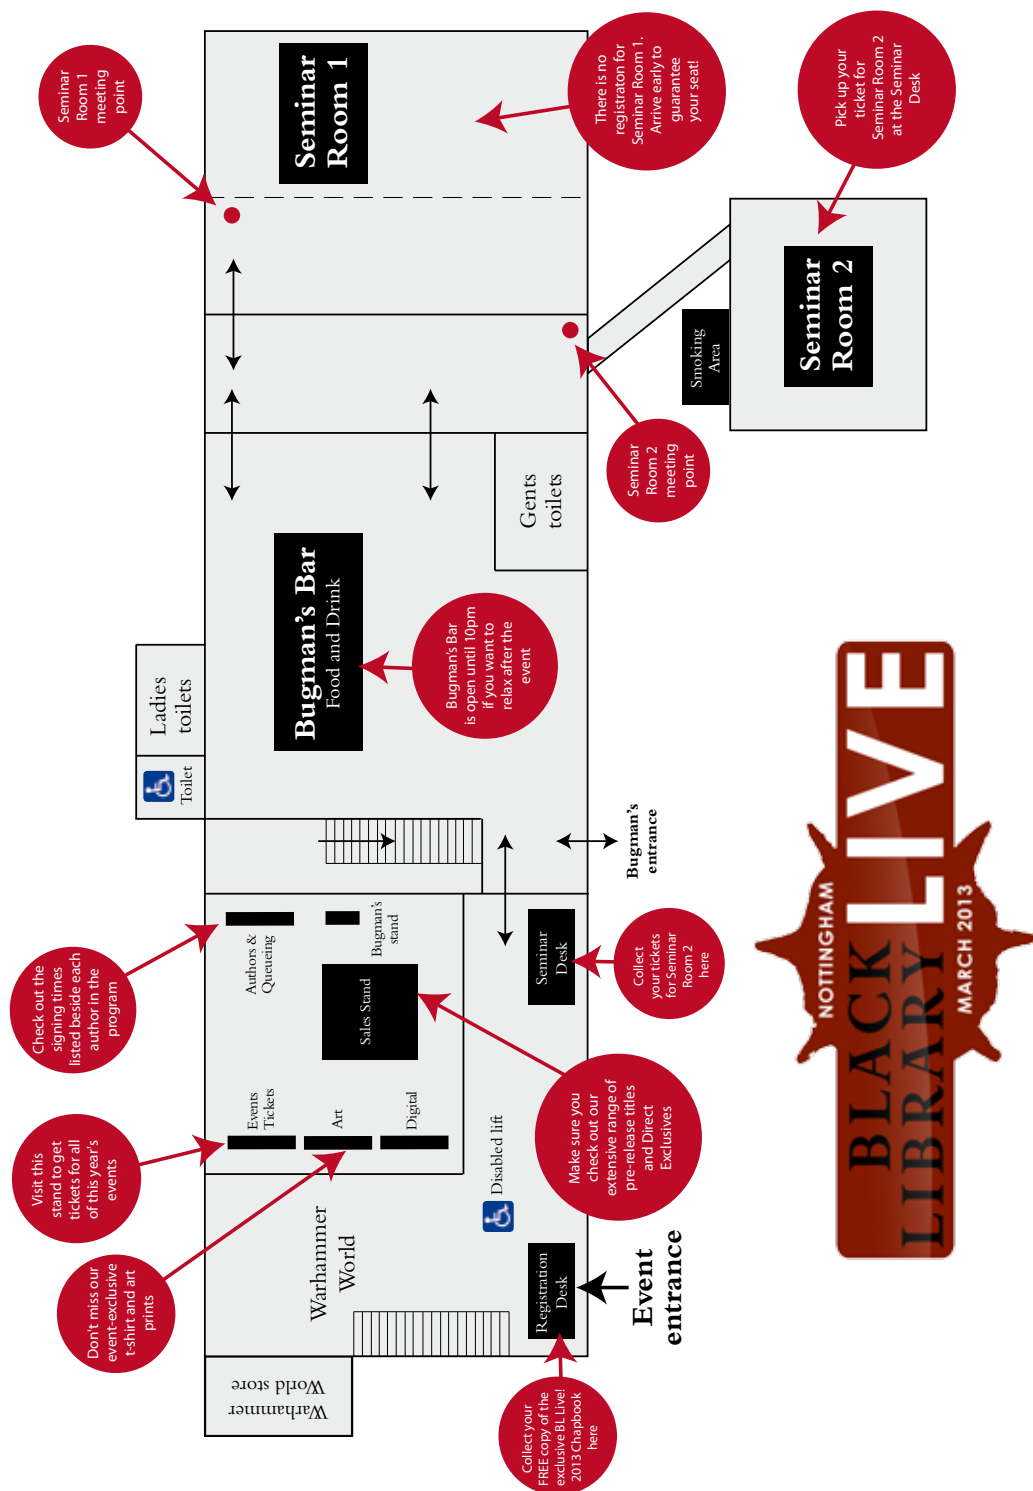 Warhammer
World store
Collect your
FREE copy of the
exclusive BL Live!
2013 Chapbook
here
Registration
Desk
Event
entrance
Warhammer
World
Disabled lift
Don't miss our
event-exclusive
t-shirt and art
prints
Visit this
stand to get
tickets for all
of this year's
events
Events
Tickets
Art
Digital
Check out the
signing times
listed beside each
author in the
program
Authors &
Queueing
Bugman's
stand
Sales Stand
Make sure you
check out our
extensive range of
pre-release titles
and Direct
Exclusives
Seminar
Desk
Collect
your tickets
for Seminar
Room 2
here
Bugman's
entrance
Toilet
Ladies
toilets
Bugman's Bar
Food and Drink
Bugman's Bar
is open until 10pm
if you want to
relax after the
event
Gents
toilets
Seminar
Room 2
meeting
point
Smoking
Area
Seminar
Room 2
Pick up your
ticket for
Seminar Room 2
at the Seminar
Desk
Seminar
Room 1
meeting
point
Seminar
Room 1
There is no
registraton for
Seminar Room 1.
Arrive early to
guarantee
your seat!
NOTTINGHAM
BLACK
LIBRARY
LIVE
MARCH 2013